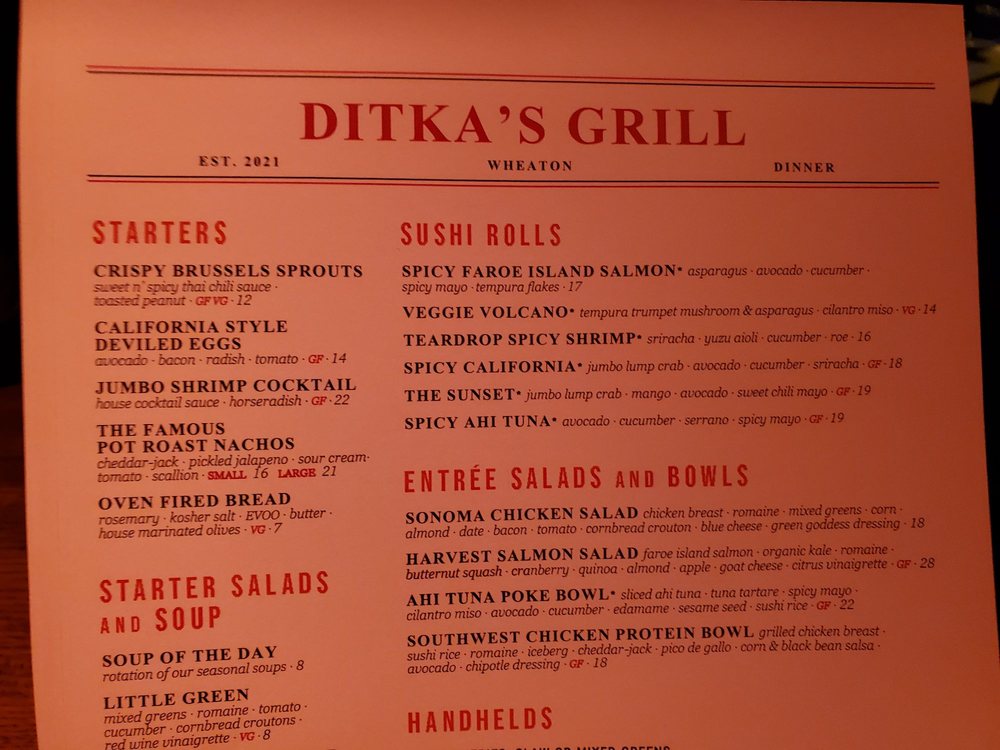 DITKA'S GRILL
EST. 2021
WHEATON
DINNER
STARTERS
CRISPY BRUSSELS SPROUTS
sweet n' spicy thai chili sauce ·
toasted peanut · GF VG · 12
CALIFORNIA STYLE
DEVILED EGGS
avocado · bacon · radish · tomato · GF · 14
JUMBO SHRIMP COCKTAIL
house cocktail sauce · horseradish · GF · 22
THE FAMOUS
POT ROAST NACHOS
cheddar-jack · pickled jalapeno · sour cream·
tomato · scallion · SMALL 16 LARGE 21
OVEN FIRED BREAD
rosemary · kosher salt · EVOO · butter ·
house marinated olives · VG · 7
STARTER SALADS
AND SOUP
SOUP OF THE DAY
rotation of our seasonal soups · 8
LITTLE GREEN
mixed greens · romaine · tomato ·
cucumber · cornbread croutons ·
red wine vinaigrette · VG · 8
SUSHI ROLLS
SPICY FAROE ISLAND SALMON* asparagus · avocado · cucumber ·
spicy mayo · tempura flakes · 17
VEGGIE VOLCANO* tempura trumpet mushroom & asparagus · cilantro miso · VG · 14
TEARDROP SPICY SHRIMP* sriracha · yuzu aioli · cucumber · roe · 16
SPICY CALIFORNIA* jumbo lump crab · avocado · cucumber · sriracha · GF · 18
THE SUNSET* jumbo lump crab · mango · avocado · sweet chili mayo · GF · 19
SPICY AHI TUNA* avocado · cucumber · serrano · spicy mayo · GF · 19
ENTRÉE SALADS AND BOWLS
SONOMA CHICKEN SALAD chicken breast · romaine · mixed greens · corn ·
almond · date · bacon · tomato · cornbread crouton · blue cheese · green goddess dressing · 18
HARVEST SALMON SALAD faroe island salmon · organic kale · romaine ·
butternut squash · cranberry · quinoa · almond · apple · goat cheese · citrus vinaigrette · GF · 28
AHI TUNA POKE BOWL* sliced ahi tuna · tuna tartare · spicy mayo ·
cilantro miso · avocado · cucumber · edamame · sesame seed · sushi rice · GF · 22
SOUTHWEST CHICKEN PROTEIN BOWL grilled chicken breast ·
sushi rice · romaine · iceberg · cheddar-jack · pico de gallo · corn & black bean salsa ·
avocado · chipotle dressing · GF · 18
HANDHELDS